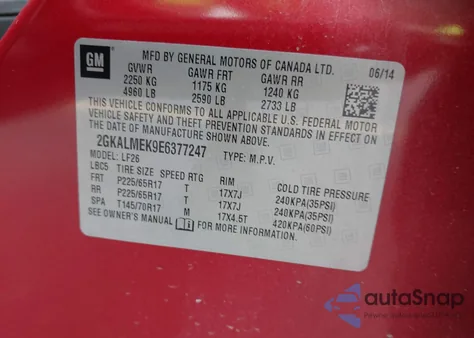 GM
MFD BY GENERAL MOTORS OF CANADA LTD.
GVWR GAWR FRT GAWR RR 06/14
2250 KG 1175 KG 1240 KG
4960 LB 2590 LB 2733 LB
THIS VEHICLE CONFORMS TO ALL APPLICABLE U.S. FEDERAL MOTOR
VEHICLE SAFETY AND THEFT PREVENTION STANDARDS IN EFFECT ON
THE DATE OF MANUFACTURE SHOWN ABOVE.
2GKALMEK9E6377247 TYPE: M.P.V.
MODEL: LF26
LBC5 TIRE SIZE SPEED RTG RIM COLD TIRE PRESSURE
FRT P225/65R17 T 17X7J 240KPA(35PSI)
RR P225/65R17 T 17X7J 240KPA(35PSI)
SPA T145/70R17 M 17X4.5T 420KPA(60PSI)
SEE OWNER'S MANUAL i FOR MORE INFORMATION.
autoSnap